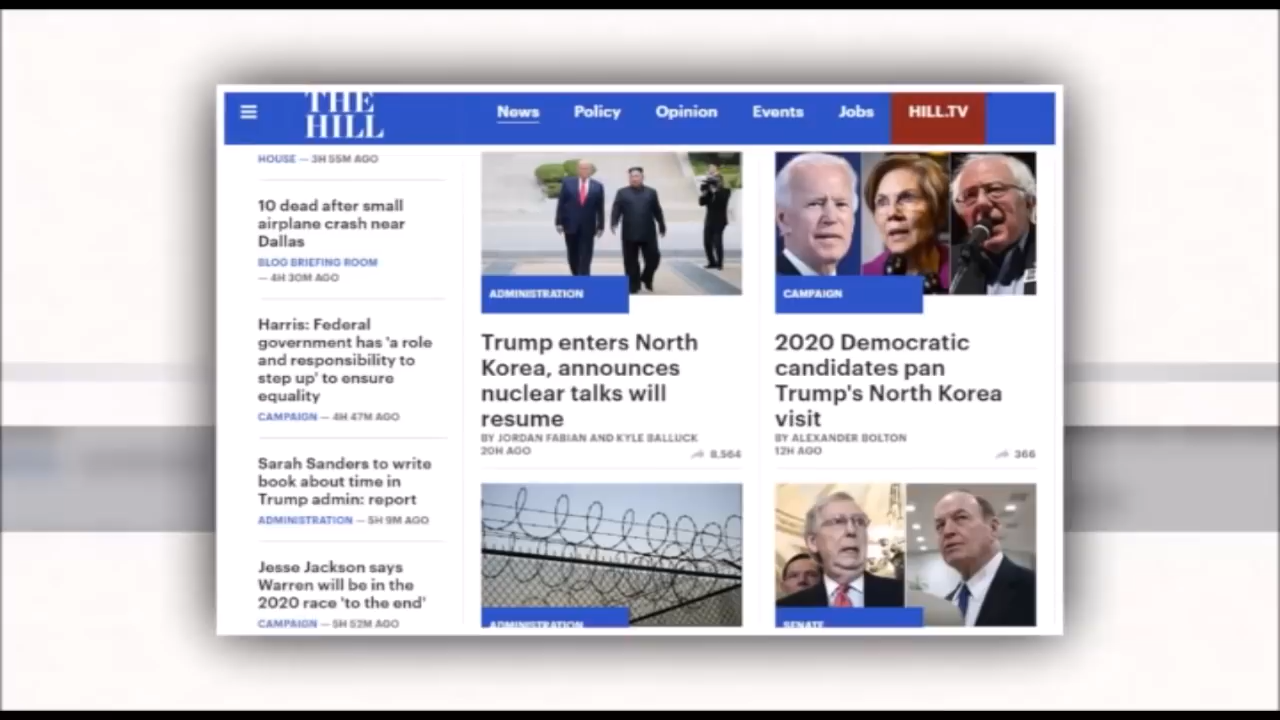 THE
HILL
News
Policy
Opinion
Events
Jobs
HILL.TV
HOUSE — 3H 55M AGO
10 dead after small
airplane crash near
Dallas
BLOG BRIEFING ROOM
— 4H 30M AGO
Harris: Federal
government has 'a role
and responsibility to
step up' to ensure
equality
CAMPAIGN — 4H 47M AGO
Sarah Sanders to write
book about time in
Trump admin: report
ADMINISTRATION — 5H 9M AGO
Jesse Jackson says
Warren will be in the
2020 race 'to the end'
CAMPAIGN — 5H 52M AGO
ADMINISTRATION
Trump enters North
Korea, announces
nuclear talks will
resume
BY JORDAN FABIAN AND KYLE BALLUCK
20H AGO
8,564
ADMINISTRATION
CAMPAIGN
2020 Democratic
candidates pan
Trump's North Korea
visit
BY ALEXANDER BOLTON
12H AGO
366
SENATE